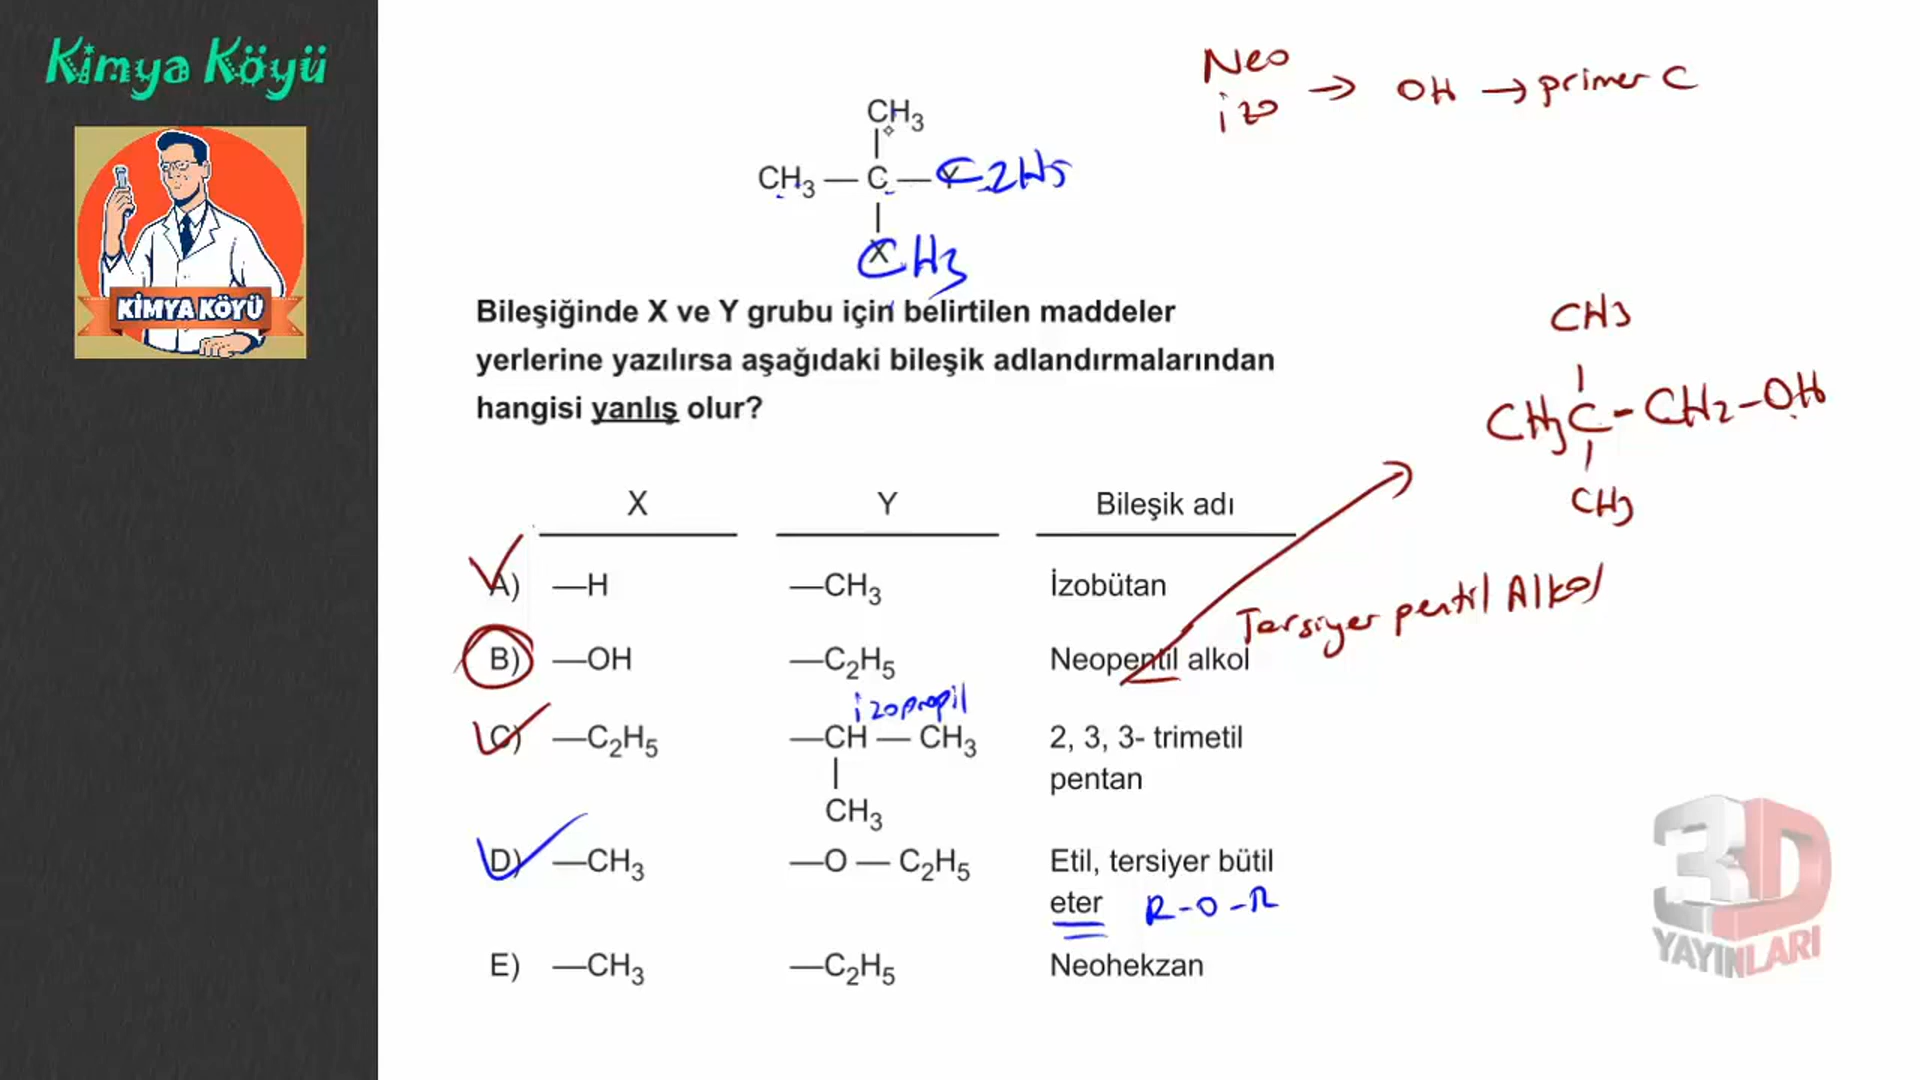 Kimya Köyü
KİMYA KÖYÜ
Neo
izo → OH → primer C
CH3
CH3 — C — C2H5
CH3
Bileşiğinde X ve Y grubu için belirtilen maddeler
yerlerine yazılırsa aşağıdaki bileşik adlandırmalarından
hangisi yanlış olur?
CH3
CH3 C - CH2 - OH
CH3
X Y Bileşik adı
A) —H —CH3 İzobütan
Tersiyer pentil Alkol
B) —OH —C2H5 Neopentil alkol
izopropil
C) —C2H5 —CH — CH3 2, 3, 3- trimetil
pentan
CH3
D) —CH3 —O — C2H5 Etil, tersiyer bütil
eter R-O-R
E) —CH3 —C2H5 Neohekzan
3D
YAYINLARI